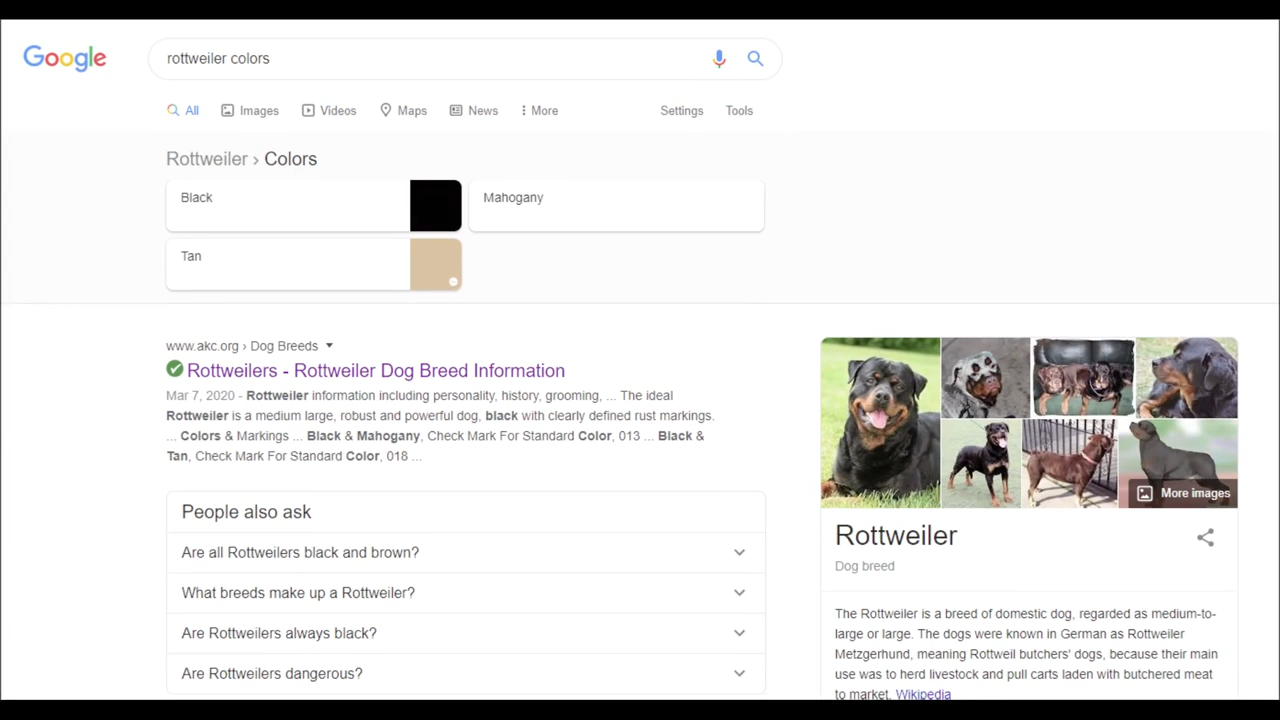 Google
rottweiler colors
All Images Videos Maps News More Settings Tools
Rottweiler › Colors
Black
Mahogany
Tan
www.akc.org › Dog Breeds
Rottweilers - Rottweiler Dog Breed Information
Mar 7, 2020 - Rottweiler information including personality, history, grooming, ... The ideal
Rottweiler is a medium large, robust and powerful dog, black with clearly defined rust markings.
... Colors & Markings ... Black & Mahogany, Check Mark For Standard Color, 013 ... Black &
Tan, Check Mark For Standard Color, 018 ...
People also ask
Are all Rottweilers black and brown?
What breeds make up a Rottweiler?
Are Rottweilers always black?
Are Rottweilers dangerous?
More images
Rottweiler
Dog breed
The Rottweiler is a breed of domestic dog, regarded as medium-to-
large or large. The dogs were known in German as Rottweiler
Metzgerhund, meaning Rottweil butchers' dogs, because their main
use was to herd livestock and pull carts laden with butchered meat
to market. Wikipedia